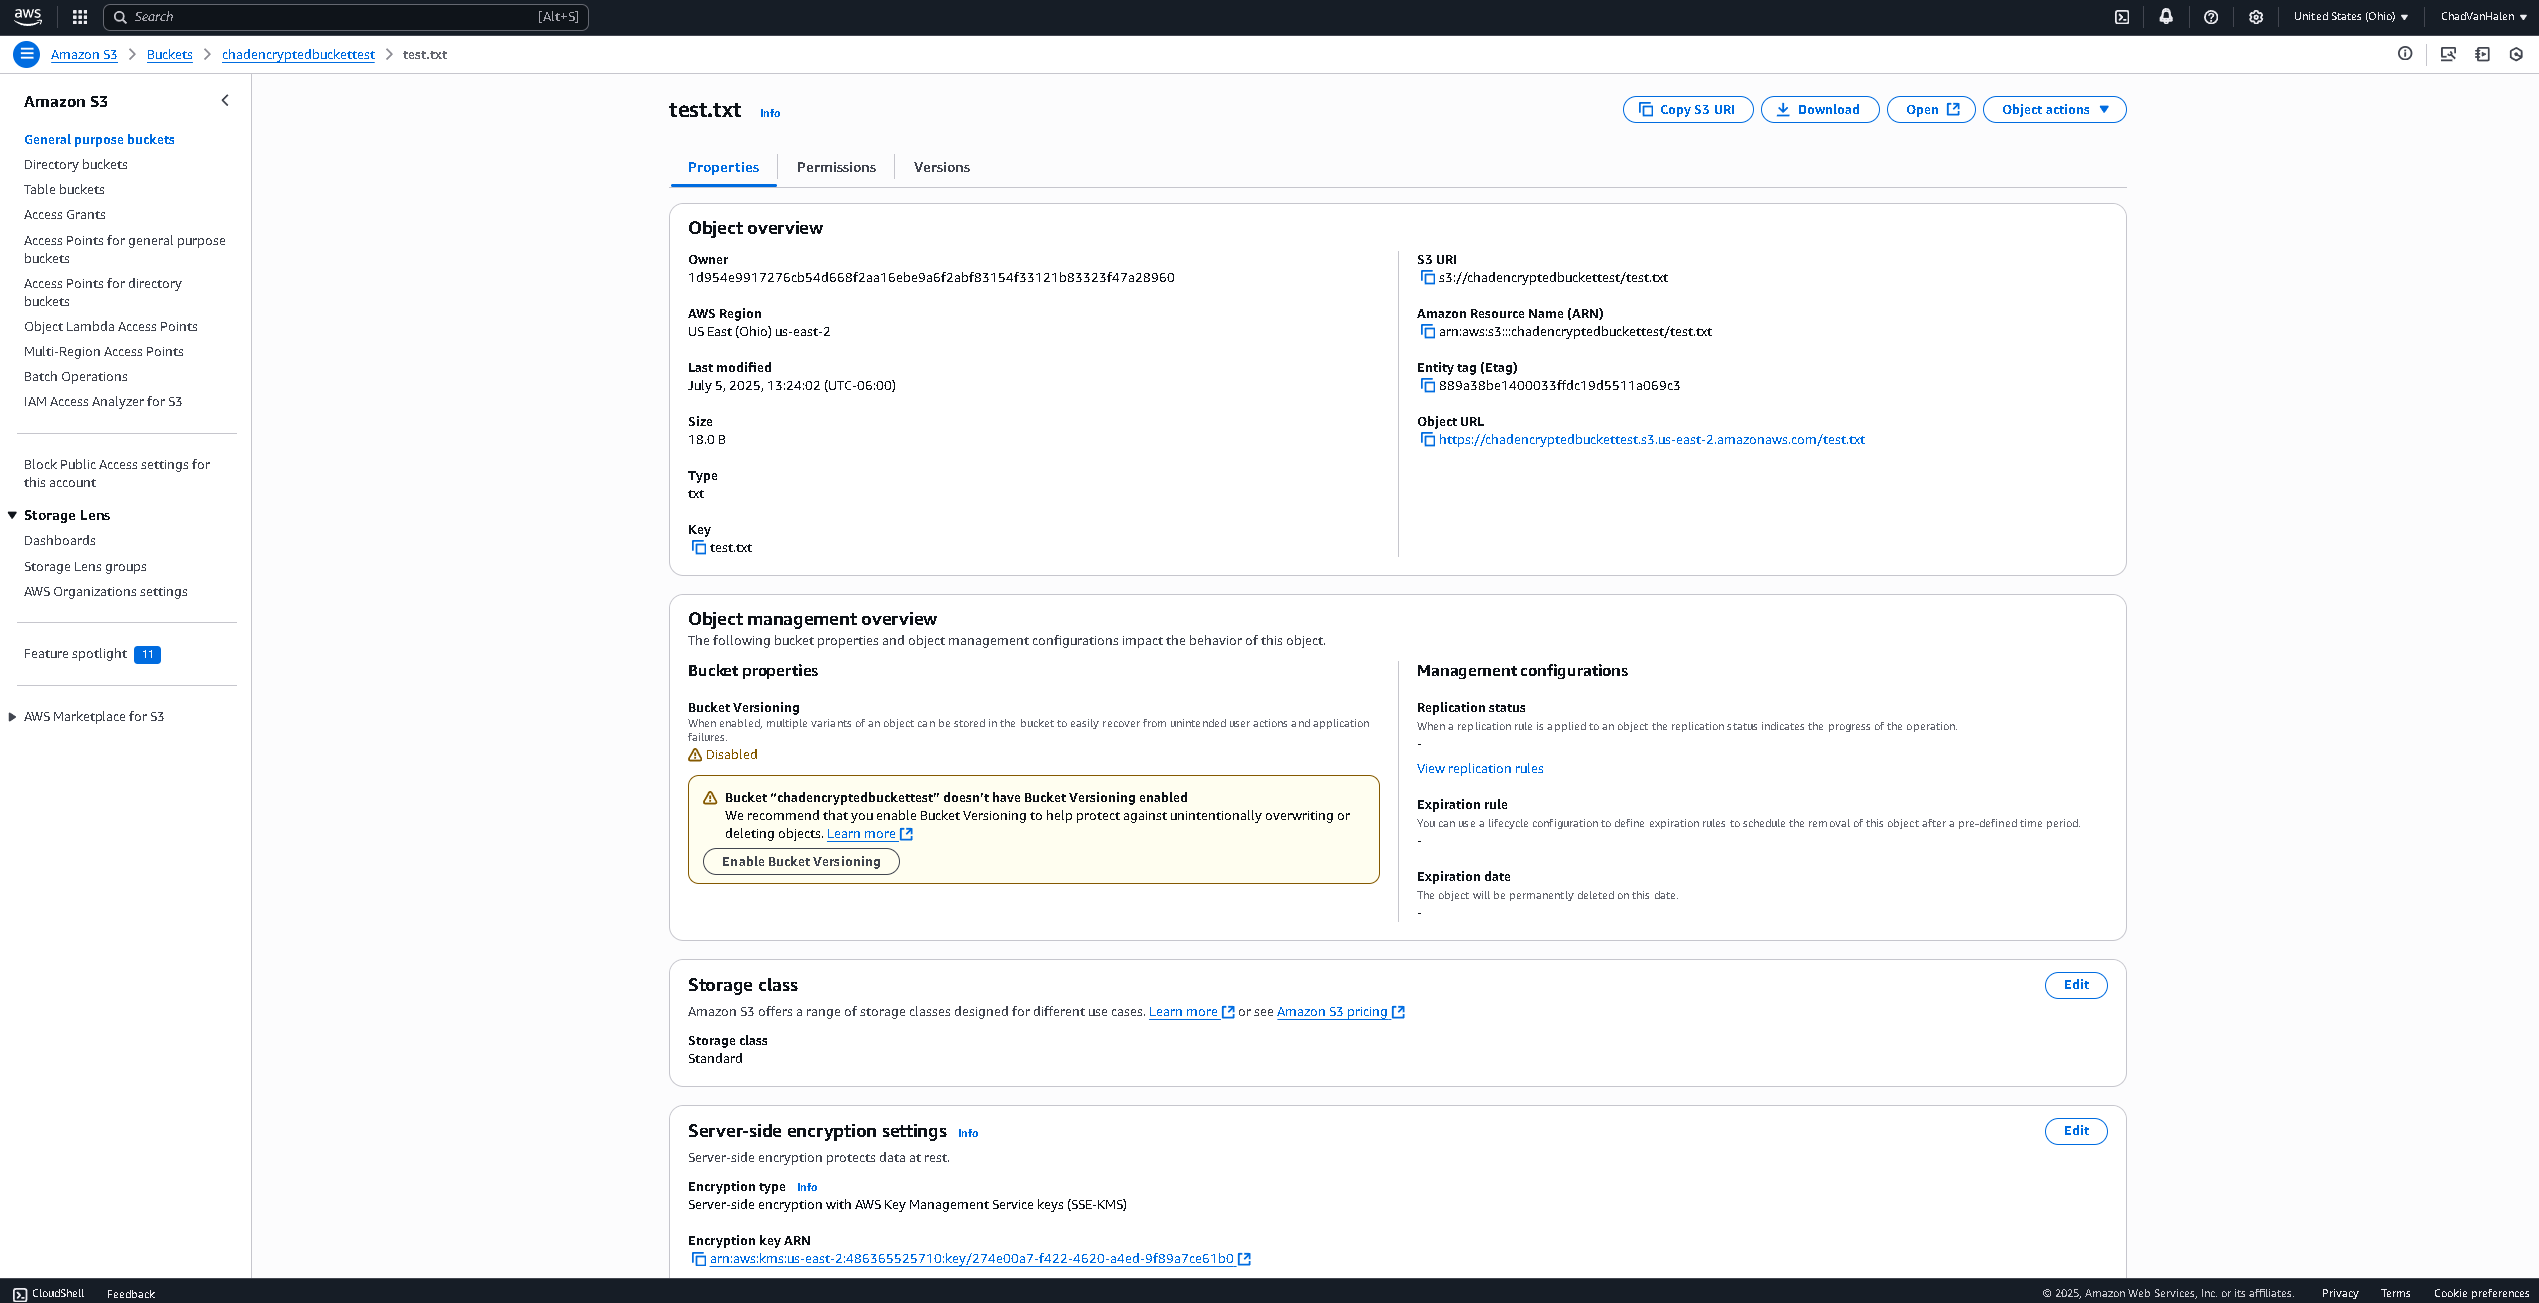 aws
Search
[Alt+S]
United States (Ohio)
ChadVanHalen
Amazon S3
Buckets
chadencryptedbuckettest
test.txt
Amazon S3
General purpose buckets
Directory buckets
Table buckets
Access Grants
Access Points for general purpose
buckets
Access Points for directory
buckets
Object Lambda Access Points
Multi-Region Access Points
Batch Operations
IAM Access Analyzer for S3
Block Public Access settings for
this account
Storage Lens
Dashboards
Storage Lens groups
AWS Organizations settings
Feature spotlight 11
AWS Marketplace for S3
test.txt Info
Copy S3 URI
Download
Open
Object actions
Properties
Permissions
Versions
Object overview
Owner
1d954e9917276cb54d668f2aa16ebe9a6f2abf83154f33121b83323f47a28960
AWS Region
US East (Ohio) us-east-2
Last modified
July 5, 2025, 13:24:02 (UTC-06:00)
Size
18.0 B
Type
txt
Key
test.txt
S3 URI
s3://chadencryptedbuckettest/test.txt
Amazon Resource Name (ARN)
arn:aws:s3:::chadencryptedbuckettest/test.txt
Entity tag (Etag)
889a38be1400033ffdc19d5511a069c3
Object URL
https://chadencryptedbuckettest.s3.us-east-2.amazonaws.com/test.txt
Object management overview
The following bucket properties and object management configurations impact the behavior of this object.
Bucket properties
Bucket Versioning
When enabled, multiple variants of an object can be stored in the bucket to easily recover from unintended user actions and application
failures.
Disabled
Bucket “chadencryptedbuckettest” doesn’t have Bucket Versioning enabled
We recommend that you enable Bucket Versioning to help protect against unintentionally overwriting or
deleting objects. Learn more
Enable Bucket Versioning
Management configurations
Replication status
When a replication rule is applied to an object the replication status indicates the progress of the operation.
-
View replication rules
Expiration rule
You can use a lifecycle configuration to define expiration rules to schedule the removal of this object after a pre-defined time period.
-
Expiration date
The object will be permanently deleted on this date.
-
Storage class
Edit
Amazon S3 offers a range of storage classes designed for different use cases. Learn more or see Amazon S3 pricing
Storage class
Standard
Server-side encryption settings Info
Edit
Server-side encryption protects data at rest.
Encryption type Info
Server-side encryption with AWS Key Management Service keys (SSE-KMS)
Encryption key ARN
arn:aws:kms:us-east-2:486365525710:key/274e00a7-f422-4620-a4ed-9f89a7ce61b0
CloudShell
Feedback
© 2025, Amazon Web Services, Inc. or its affiliates.
Privacy
Terms
Cookie preferences